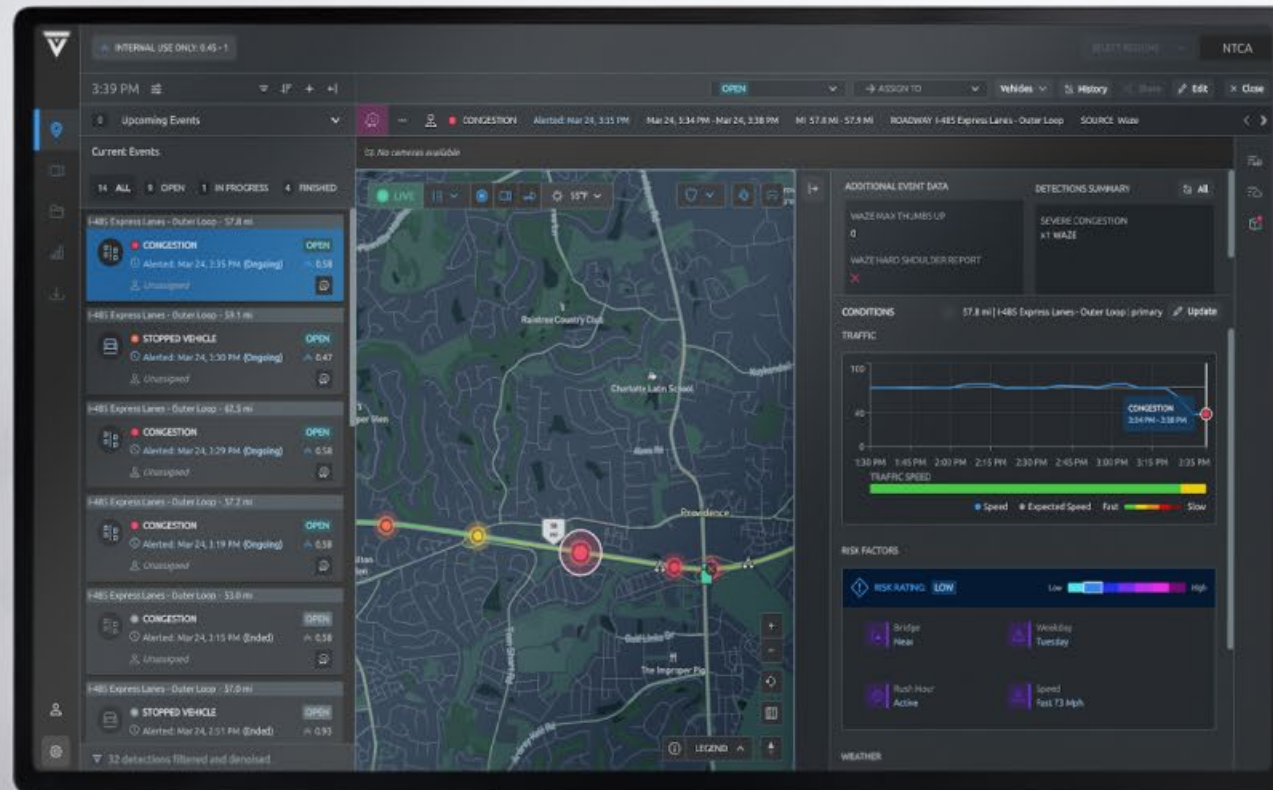 INTERNAL USE ONLY: 0.45 - 1
NTCA
3:39 PM
OPEN
ASSIGN TO
Vehicles
History
Share
Edit
Close
Upcoming Events
CONGESTION Alerted: Mar 24, 3:35 PM Mar 24, 3:34 PM - Mar 24, 3:38 PM MI 57.8 MI - 57.9 MI ROADWAY I-485 Express Lanes - Outer Loop SOURCE Waze
Current Events
No cameras available
14 ALL 9 OPEN 1 IN PROGRESS 4 FINISHED
I-485 Express Lanes - Outer Loop - 57.8 mi
CONGESTION OPEN
Alerted: Mar 24, 3:35 PM (Ongoing) 0.58
Unassigned
I-485 Express Lanes - Outer Loop - 59.1 mi
STOPPED VEHICLE OPEN
Alerted: Mar 24, 3:30 PM (Ongoing) 0.47
Unassigned
I-485 Express Lanes - Outer Loop - 62.5 mi
CONGESTION OPEN
Alerted: Mar 24, 3:29 PM (Ongoing) 0.58
Unassigned
I-485 Express Lanes - Outer Loop - 57.2 mi
CONGESTION OPEN
Alerted: Mar 24, 3:19 PM (Ongoing) 0.58
Unassigned
I-485 Express Lanes - Outer Loop - 53.0 mi
CONGESTION OPEN
Alerted: Mar 24, 3:15 PM (Ended) 0.58
Unassigned
I-485 Express Lanes - Outer Loop - 57.0 mi
STOPPED VEHICLE OPEN
Alerted: Mar 24, 2:51 PM (Ended) 0.93
32 detections filtered and denoised
LIVE
55°F
Raintree Country Club
Charlotte Latin School
Providence
The Improper Pig
LEGEND
ADDITIONAL EVENT DATA
WAZE MAX THUMBS UP
0
WAZE HARD SHOULDER REPORT
DETECTIONS SUMMARY
All
SEVERE CONGESTION
x1 WAZE
CONDITIONS
57.8 mi | I-485 Express Lanes - Outer Loop | primary
Update
TRAFFIC
100
0
CONGESTION
3:34 PM - 3:38 PM
1:30 PM 1:45 PM 2:00 PM 2:15 PM 2:30 PM 2:45 PM 3:00 PM 3:15 PM 3:35 PM
TRAFFIC SPEED
Speed Expected Speed Fast Slow
RISK FACTORS
RISK RATING: LOW
Low High
Bridge
Near
Weekday
Tuesday
Rush Hour
Active
Speed
Fast 73 Mph
WEATHER